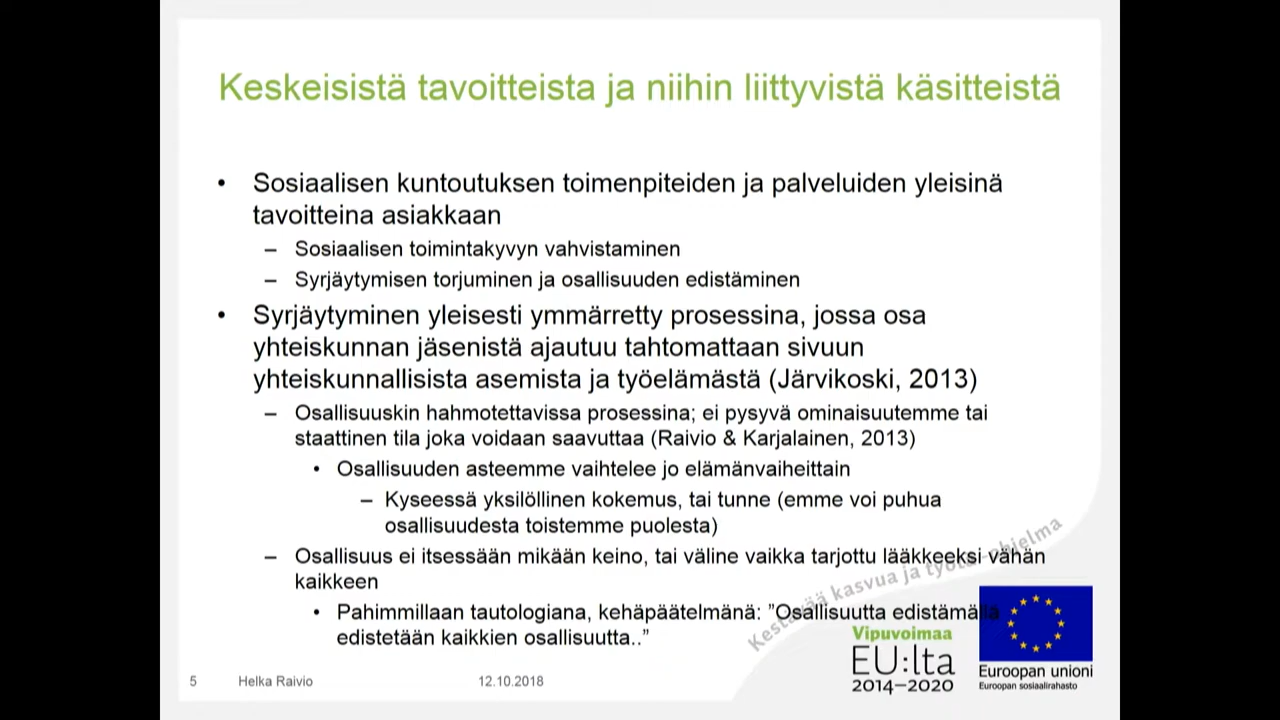 Keskeisistä tavoitteista ja niihin liittyvistä käsitteistä
• Sosiaalisen kuntoutuksen toimenpiteiden ja palveluiden yleisinä
tavoitteina asiakkaan
– Sosiaalisen toimintakyvyn vahvistaminen
– Syrjäytymisen torjuminen ja osallisuuden edistäminen
• Syrjäytyminen yleisesti ymmärretty prosessina, jossa osa
yhteiskunnan jäsenistä ajautuu tahtomattaan sivuun
yhteiskunnallisista asemista ja työelämästä (Järvikoski, 2013)
– Osallisuuskin hahmotettavissa prosessina; ei pysyvä ominaisuutemme tai
staattinen tila joka voidaan saavuttaa (Raivio & Karjalainen, 2013)
• Osallisuuden asteemme vaihtelee jo elämänvaiheittain
– Kyseessä yksilöllinen kokemus, tai tunne (emme voi puhua
osallisuudesta toistemme puolesta)
– Osallisuus ei itsessään mikään keino, tai väline vaikka tarjottu lääkkeeksi vähän
kaikkeen
• Pahimmillaan tautologiana, kehäpäätelmänä: ”Osallisuutta edistämällä
edistetään kaikkien osallisuutta..”
kasvua ja
Vipuvoimaa
EU:lta
2014–2020
Euroopan unioni
Euroopan sosiaalirahasto
5 Helka Raivio 12.10.2018